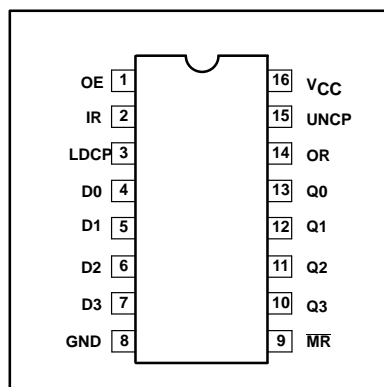 OE 1 16 VCC
IR 2 15 UNCP
LDCP 3 14 OR
D0 4 13 Q0
D1 5 12 Q1
D2 6 11 Q2
D3 7 10 Q3
GND 8 9 M̅R̅